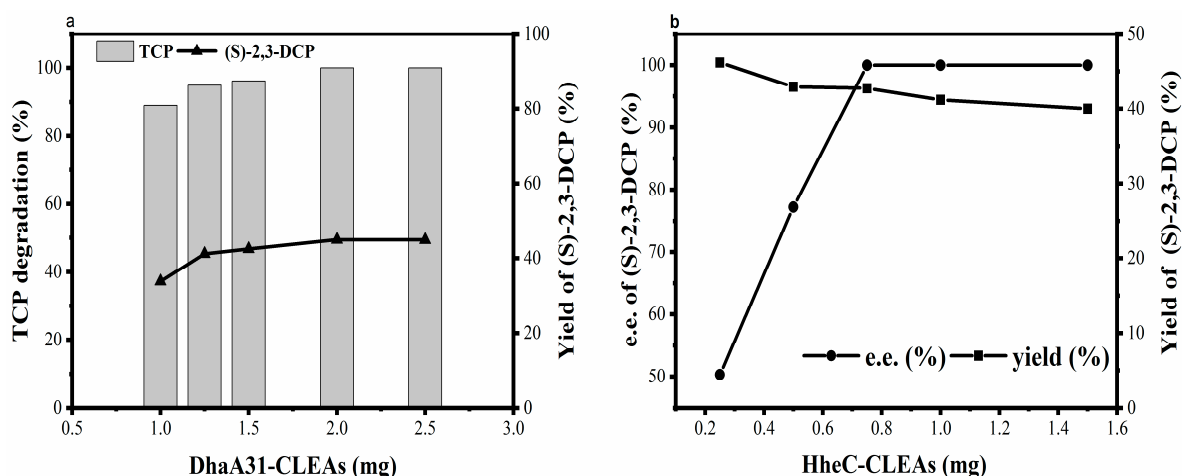 a
TCP (S)-2,3-DCP
TCP degradation (%)
0
20
40
60
80
100
Yield of (S)-2,3-DCP (%)
0
20
40
60
80
100
0.5 1.0 1.5 2.0 2.5 3.0
DhaA31-CLEAs (mg)
b
e.e. of (S)-2,3-DCP (%)
50
60
70
80
90
100
Yield of (S)-2,3-DCP (%)
0
10
20
30
40
50
e.e. (%) yield (%)
0.2 0.4 0.6 0.8 1.0 1.2 1.4 1.6
HheC-CLEAs (mg)